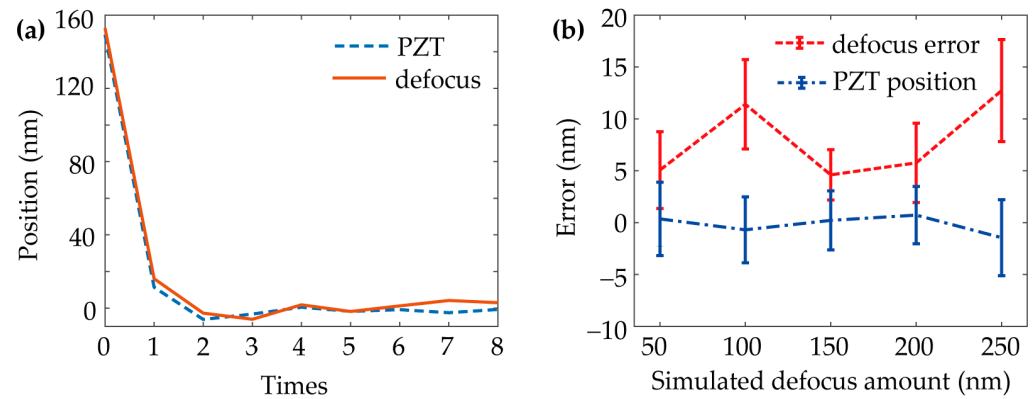 (a)
PZT
defocus
160
120
80
40
0
Position (nm)
0 1 2 3 4 5 6 7 8
Times
(b)
defocus error
PZT position
20
15
10
5
0
−5
−10
Error (nm)
50 100 150 200 250
Simulated defocus amount (nm)